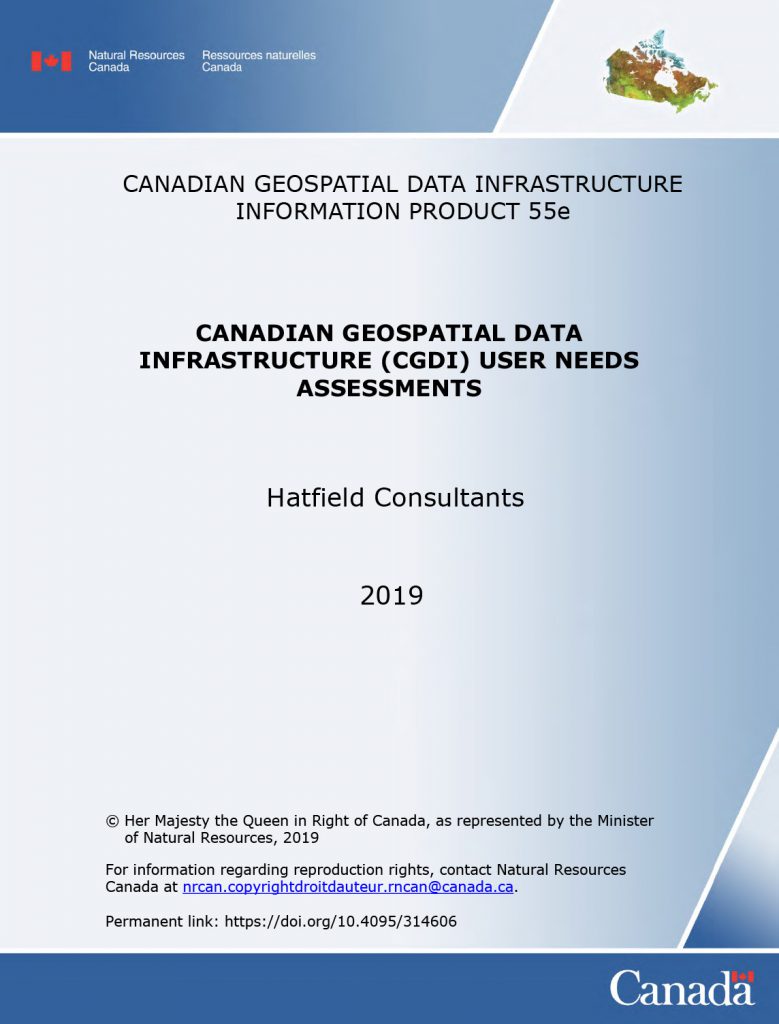 Natural Resources Ressources naturelles
Canada Canada
CANADIAN GEOSPATIAL DATA INFRASTRUCTURE
INFORMATION PRODUCT 55e
CANADIAN GEOSPATIAL DATA
INFRASTRUCTURE (CGDI) USER NEEDS
ASSESSMENTS
Hatfield Consultants
2019
© Her Majesty the Queen in Right of Canada, as represented by the Minister
of Natural Resources, 2019
For information regarding reproduction rights, contact Natural Resources
Canada at nrcan.copyrightdroitdauteur.rncan@canada.ca.
Permanent link: https://doi.org/10.4095/314606
Canada